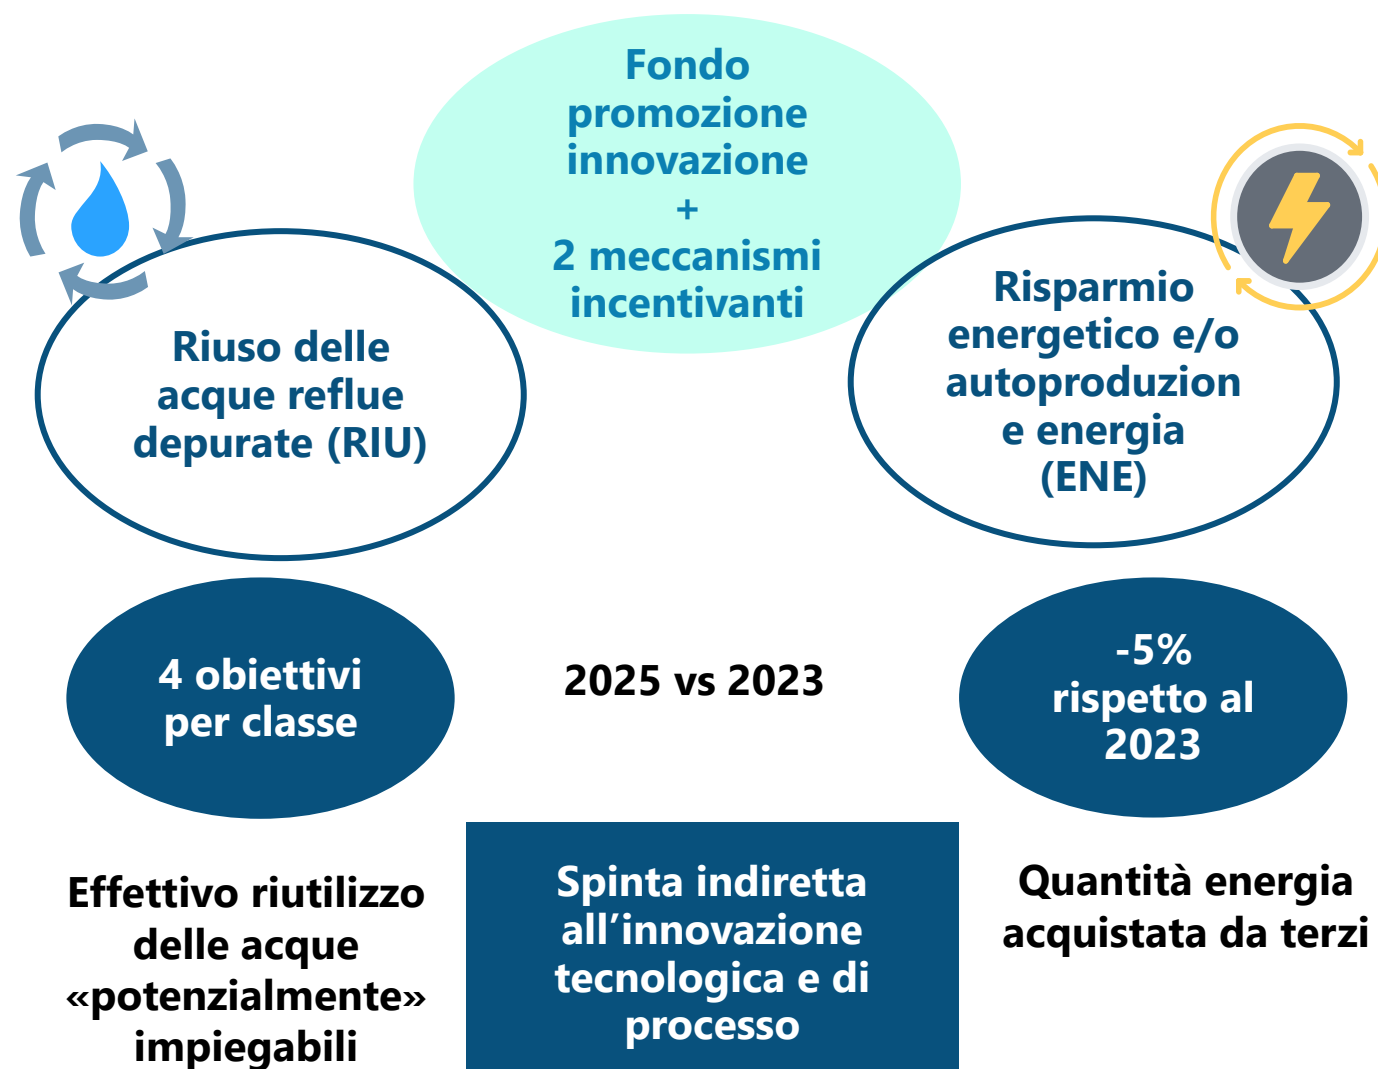 Fondo
promozione
innovazione
+
2 meccanismi
incentivanti
Riuso delle
acque reflue
depurate (RIU)
Risparmio
energetico e/o
autoproduzion
e energia
(ENE)
4 obiettivi
per classe
2025 vs 2023
-5%
rispetto al
2023
Effettivo riutilizzo
delle acque
«potenzialmente»
impiegabili
Spinta indiretta
all’innovazione
tecnologica e di
processo
Quantità energia
acquistata da terzi